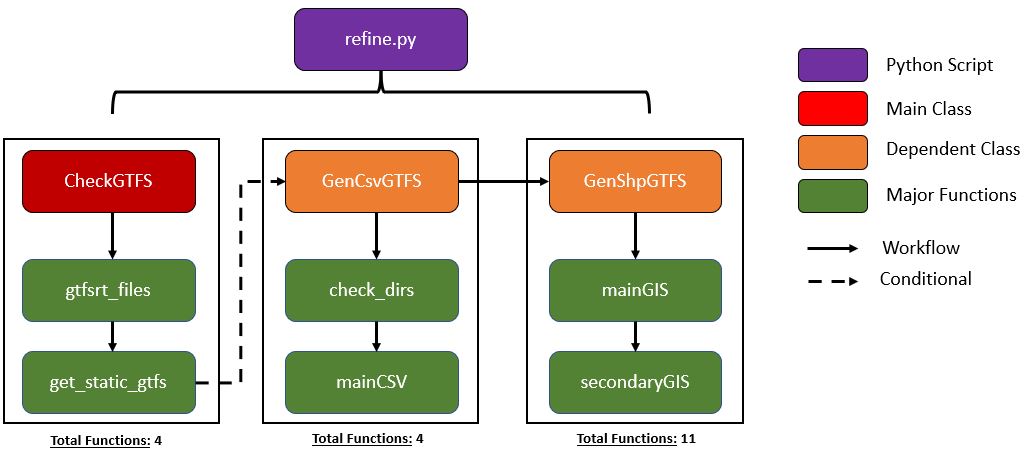 refine.py
CheckGTFS
gtfsrt_files
get_static_gtfs
Total Functions: 4
GenCsvGTFS
check_dirs
mainCSV
Total Functions: 4
GenShpGTFS
mainGIS
secondaryGIS
Total Functions: 11
Python Script
Main Class
Dependent Class
Major Functions
Workflow
Conditional